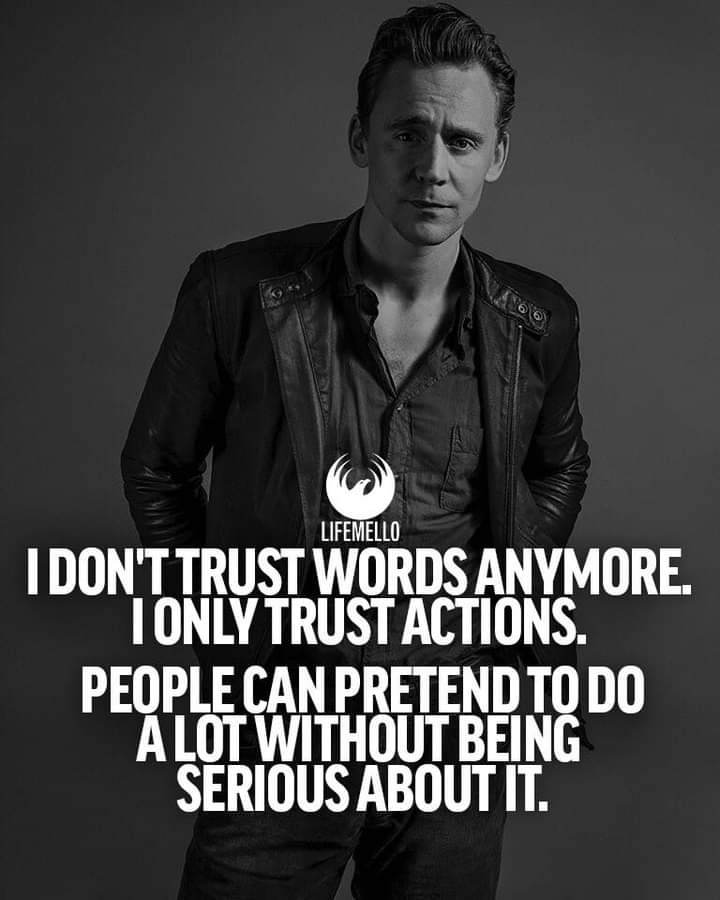 LIFEMELLO
I DON'T TRUST WORDS ANYMORE.
I ONLY TRUST ACTIONS.
PEOPLE CAN PRETEND TO DO
A LOT WITHOUT BEING
SERIOUS ABOUT IT.